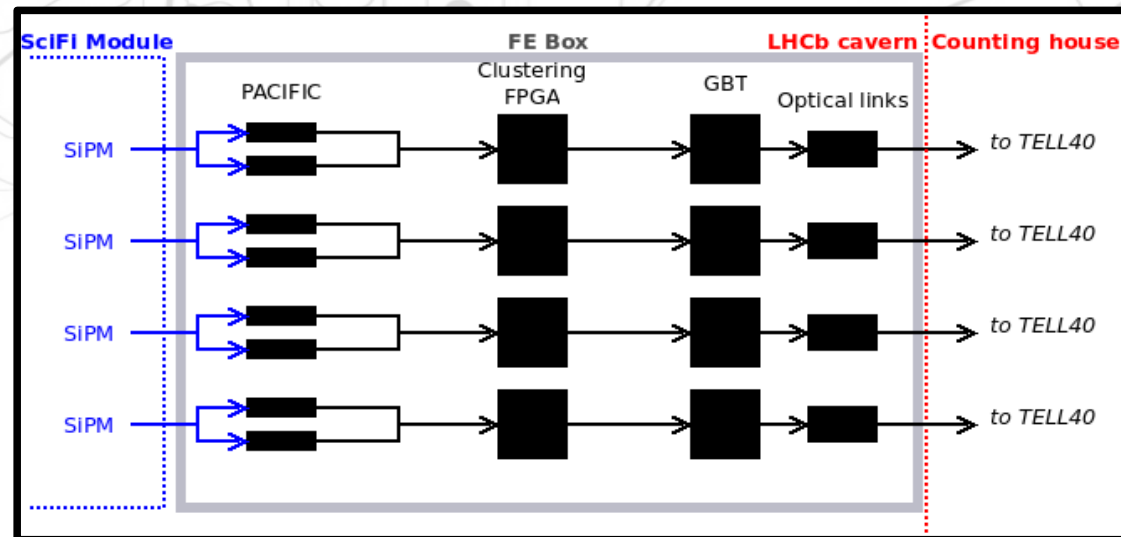 SciFi Module
FE Box
LHCb cavern
Counting house
PACIFIC
Clustering
FPGA
GBT
Optical links
SiPM
to TELL40
SiPM
to TELL40
SiPM
to TELL40
SiPM
to TELL40